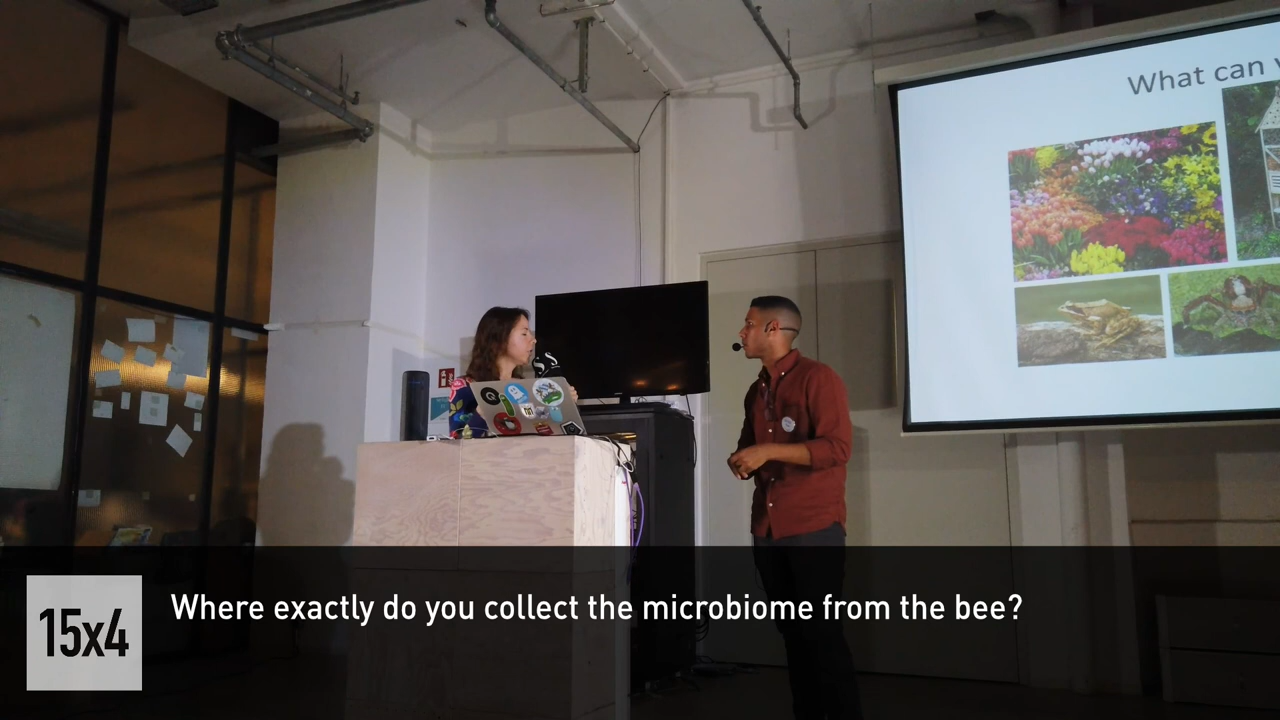 What can
15x4
Where exactly do you collect the microbiome from the bee?